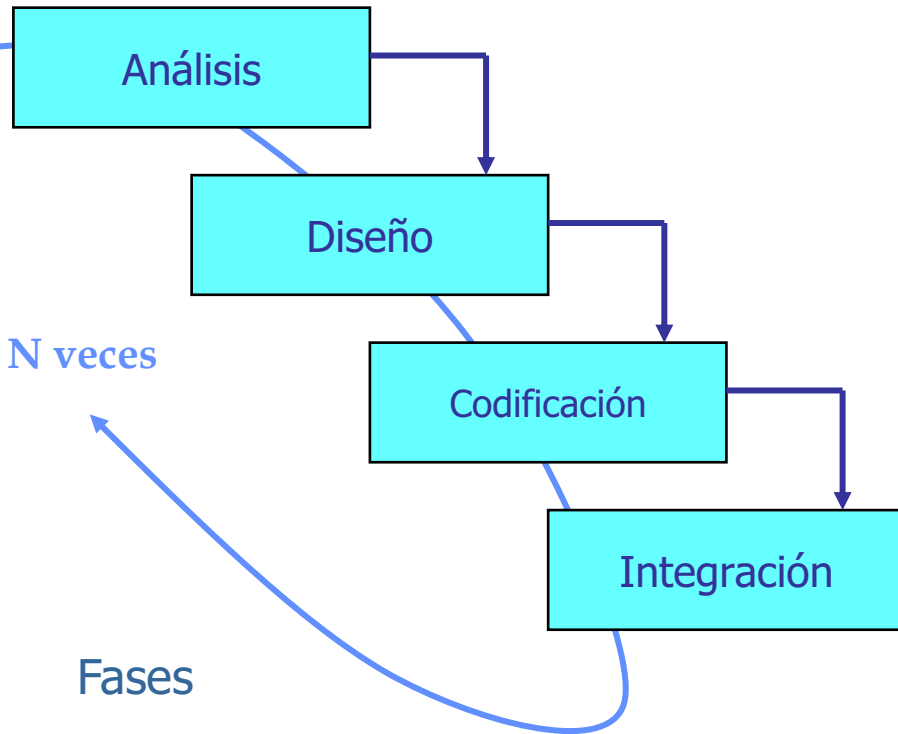 Análisis
Diseño
N veces
Codificación
Integración
Fases